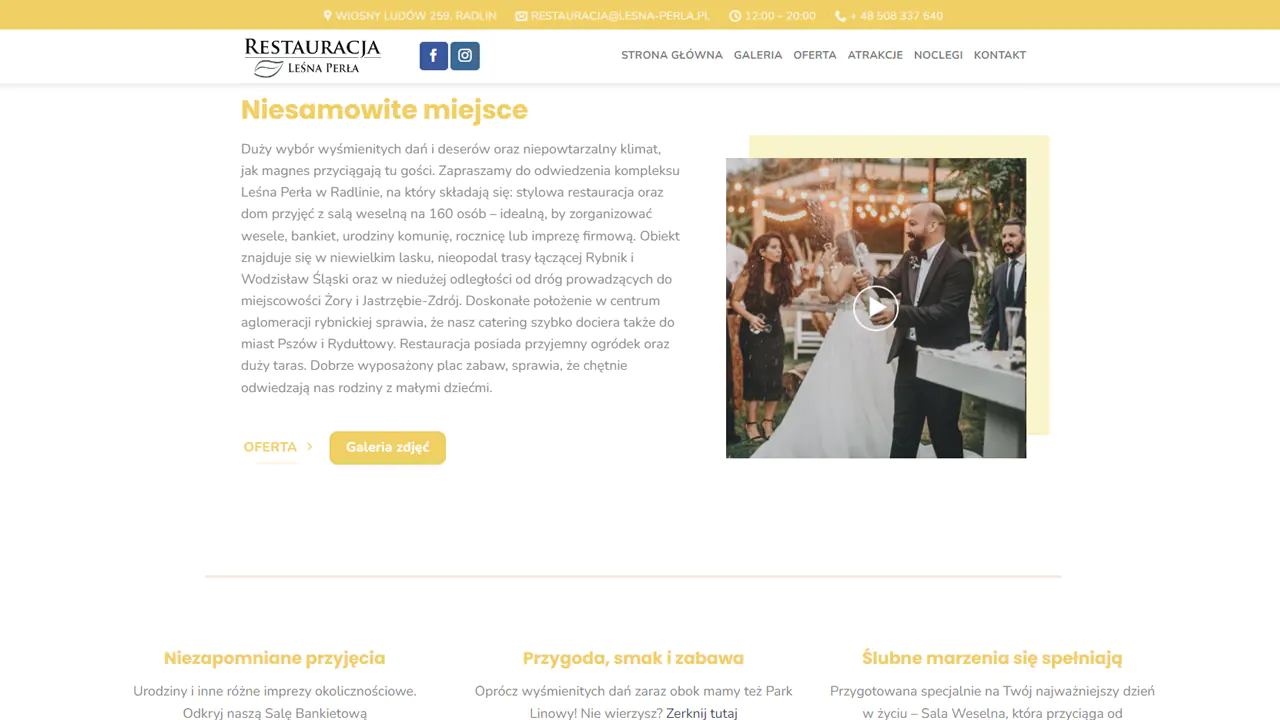 WIOSNY LUDÓW 259, RADLIN RESTAURACJA@LESNA-PERLA.PL 12:00 - 20:00 + 48 508 337 640
RESTAURACJA
LEŚNA PERŁA
STRONA GŁÓWNA GALERIA OFERTA ATRAKCJE NOCLEGI KONTAKT
Niesamowite miejsce
Duży wybór wyśmienitych dań i deserów oraz niepowtarzalny klimat,
jak magnes przyciągają tu gości. Zapraszamy do odwiedzenia kompleksu
Leśna Perła w Radlinie, na który składają się: stylowa restauracja oraz
dom przyjęć z salą weselną na 160 osób – idealną, by zorganizować
wesele, bankiet, urodziny komunię, rocznicę lub imprezę firmową. Obiekt
znajduje się w niewielkim lasku, nieopodal trasy łączącej Rybnik i
Wodzisław Śląski oraz w niedużej odległości od dróg prowadzących do
miejscowości Żory i Jastrzębie-Zdrój. Doskonałe położenie w centrum
aglomeracji rybnickiej sprawia, że nasz catering szybko dociera także do
miast Pszów i Rydułtowy. Restauracja posiada przyjemny ogródek oraz
duży taras. Dobrze wyposażony plac zabaw, sprawia, że chętnie
odwiedzają nas rodziny z małymi dziećmi.
OFERTA Galeria zdjęć
Niezapomniane przyjęcia
Urodziny i inne różne imprezy okolicznościowe.
Odkryj naszą Salę Bankietową
Przygoda, smak i zabawa
Oprócz wyśmienitych dań zaraz obok mamy też Park
Linowy! Nie wierzysz? Zerknij tutaj
Ślubne marzenia się spełniają
Przygotowana specjalnie na Twój najważniejszy dzień
w życiu – Sala Weselna, która przyciąga od